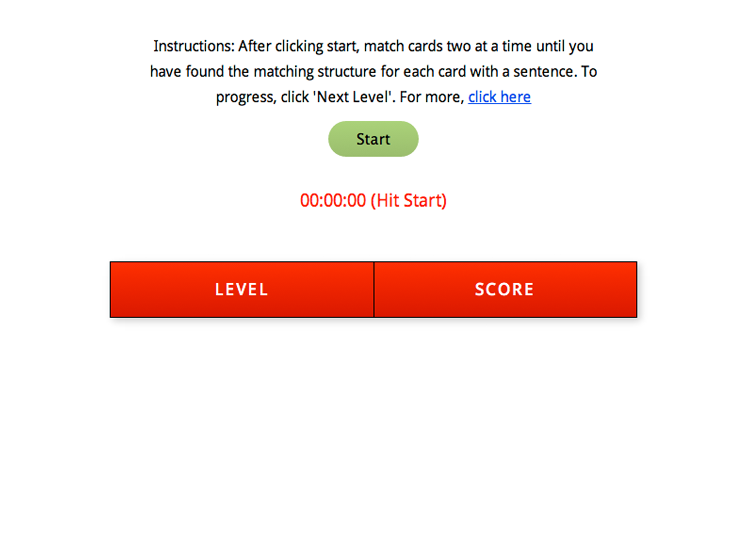 Instructions: After clicking start, match cards two at a time until you
have found the matching structure for each card with a sentence. To
progress, click 'Next Level'. For more, click here
Start
00:00:00 (Hit Start)
LEVEL SCORE